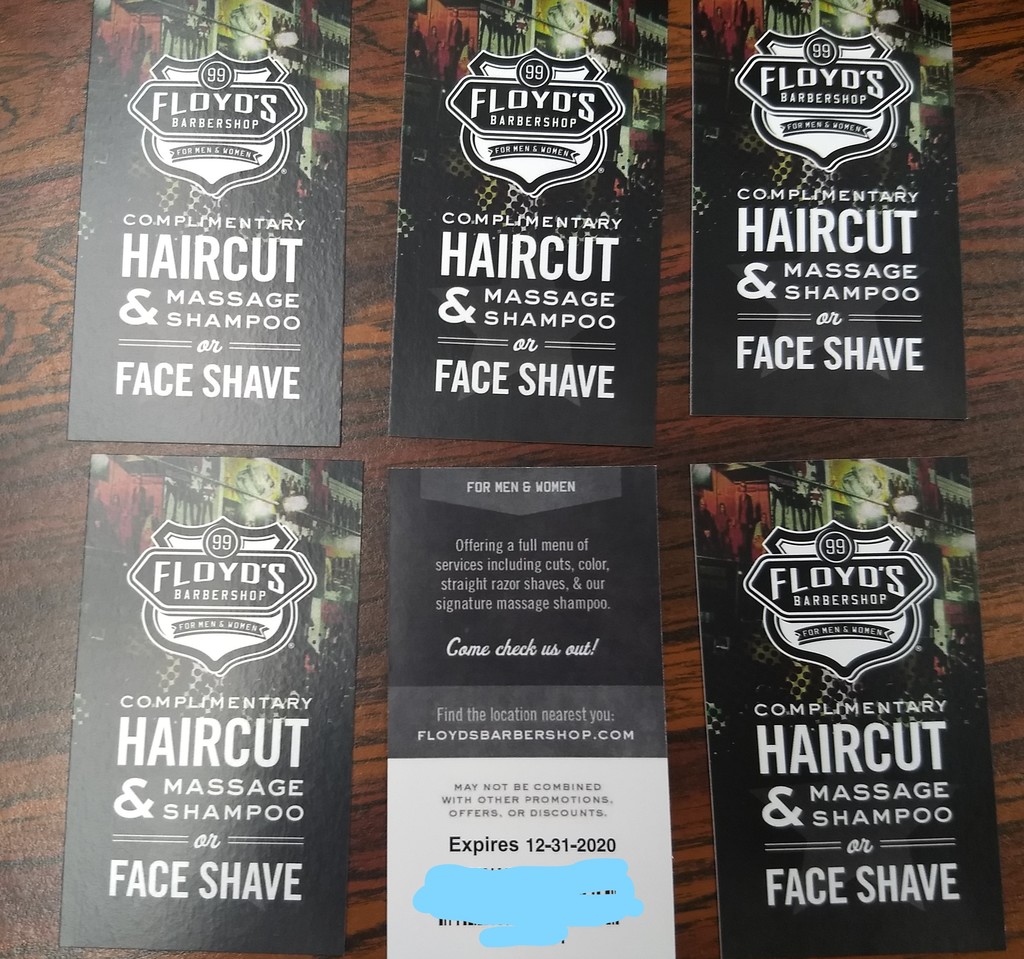 99
FLOYD'S
BARBERSHOP
FOR MEN & WOMEN
®
COMPLIMENTARY
HAIRCUT
& MASSAGE
SHAMPOO
or
FACE SHAVE
99
FLOYD'S
BARBERSHOP
FOR MEN & WOMEN
®
COMPLIMENTARY
HAIRCUT
& MASSAGE
SHAMPOO
or
FACE SHAVE
99
FLOYD'S
BARBERSHOP
FOR MEN & WOMEN
®
COMPLIMENTARY
HAIRCUT
& MASSAGE
SHAMPOO
or
FACE SHAVE
99
FLOYD'S
BARBERSHOP
FOR MEN & WOMEN
®
COMPLIMENTARY
HAIRCUT
& MASSAGE
SHAMPOO
or
FACE SHAVE
FOR MEN & WOMEN
Offering a full menu of
services including cuts, color,
straight razor shaves, & our
signature massage shampoo.
Come check us out!
Find the location nearest you:
FLOYDSBARBERSHOP.COM
MAY NOT BE COMBINED
WITH OTHER PROMOTIONS,
OFFERS, OR DISCOUNTS.
Expires 12-31-2020
99
FLOYD'S
BARBERSHOP
FOR MEN & WOMEN
®
COMPLIMENTARY
HAIRCUT
& MASSAGE
SHAMPOO
or
FACE SHAVE